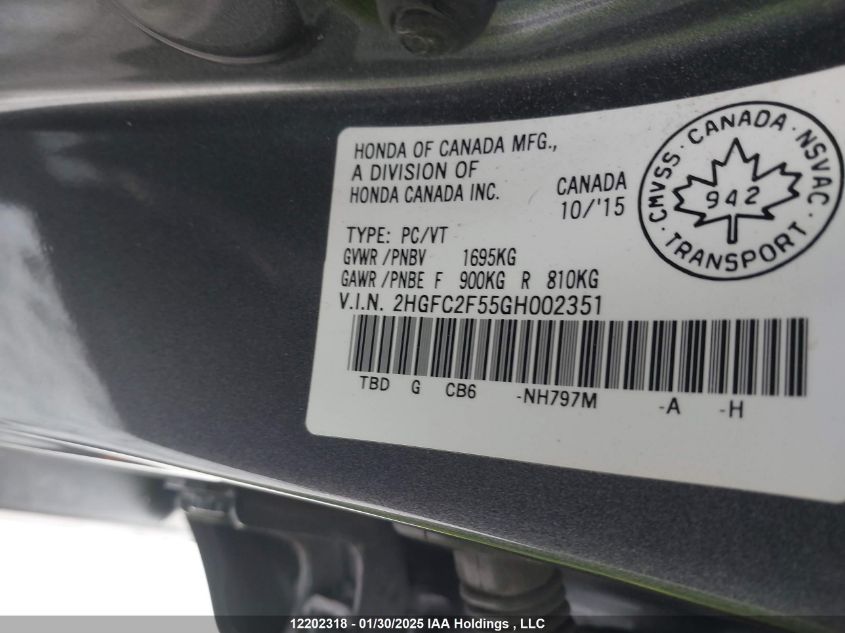 HONDA OF CANADA MFG.,
A DIVISION OF
HONDA CANADA INC.
CANADA
10/'15
CMVSS · CANADA · NSVAC · TRANSPORT ·
942
TYPE: PC/VT
GVWR/PNBV 1695KG
GAWR/PNBE F 900KG R 810KG
V.I.N. 2HGFC2F55GH002351
TBD G CB6 -NH797M -A -H
12202318 - 01/30/2025 IAA Holdings , LLC